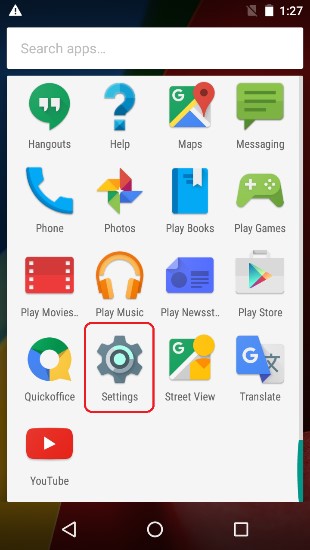 1:27
Search apps...
Hangouts Help Maps Messaging
Phone Photos Play Books Play Games
Play Movies.. Play Music Play Newsst.. Play Store
Quickoffice Settings Street View Translate
YouTube